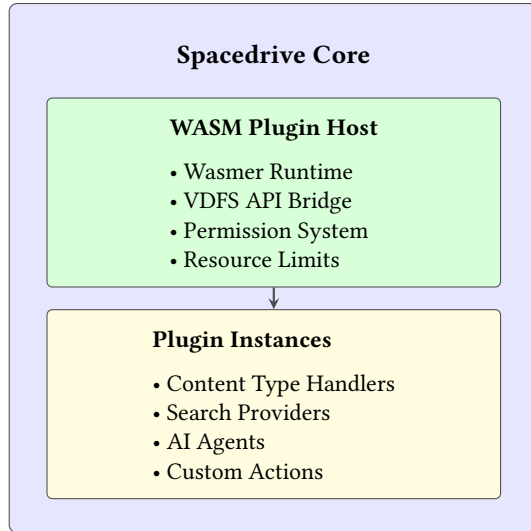 Spacedrive Core
WASM Plugin Host
• Wasmer Runtime
• VDFS API Bridge
• Permission System
• Resource Limits
Plugin Instances
• Content Type Handlers
• Search Providers
• AI Agents
• Custom Actions